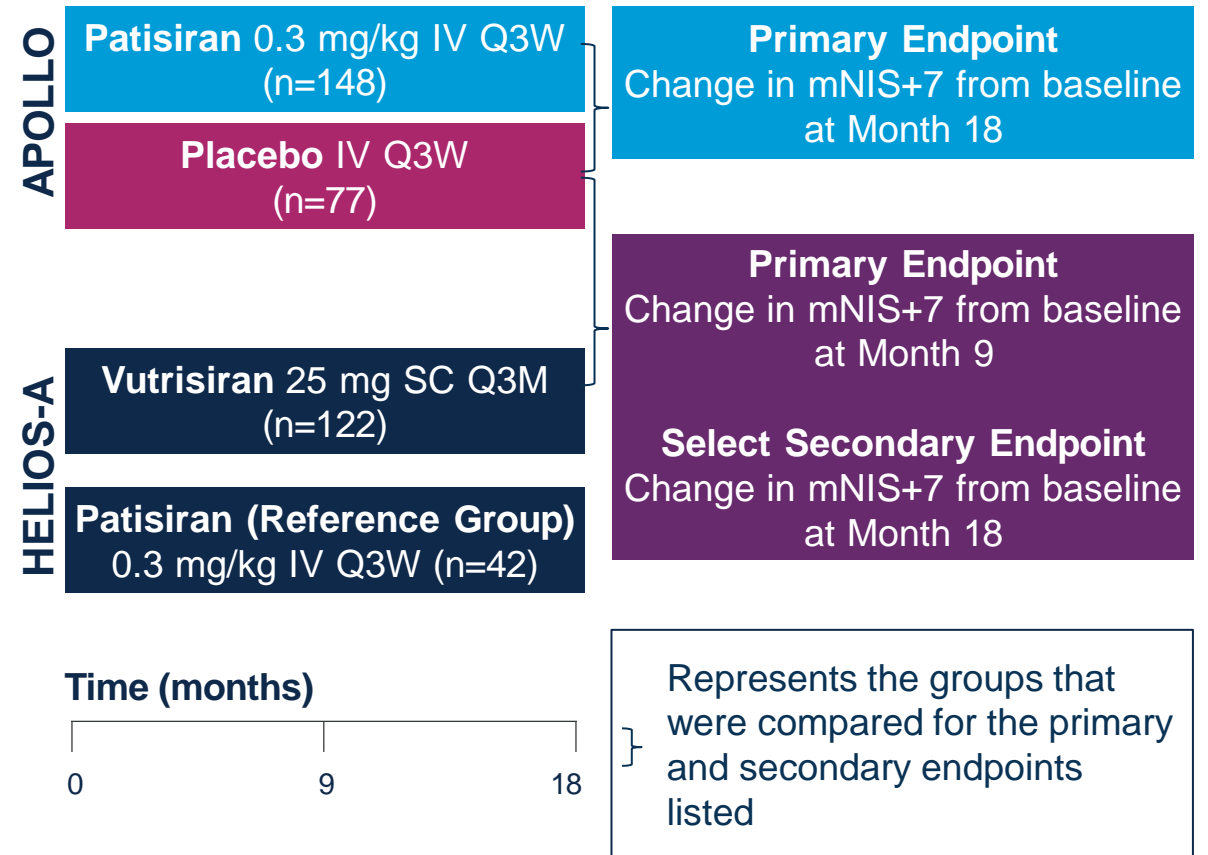 APOLLO
Patisiran 0.3 mg/kg IV Q3W
(n=148)
Placebo IV Q3W
(n=77)
Primary Endpoint
Change in mNIS+7 from baseline
at Month 18
HELIOS-A
Vutrisiran 25 mg SC Q3M
(n=122)
Patisiran (Reference Group)
0.3 mg/kg IV Q3W (n=42)
Primary Endpoint
Change in mNIS+7 from baseline
at Month 9
Select Secondary Endpoint
Change in mNIS+7 from baseline
at Month 18
Time (months)
0 9 18
Represents the groups that
were compared for the primary
and secondary endpoints
listed